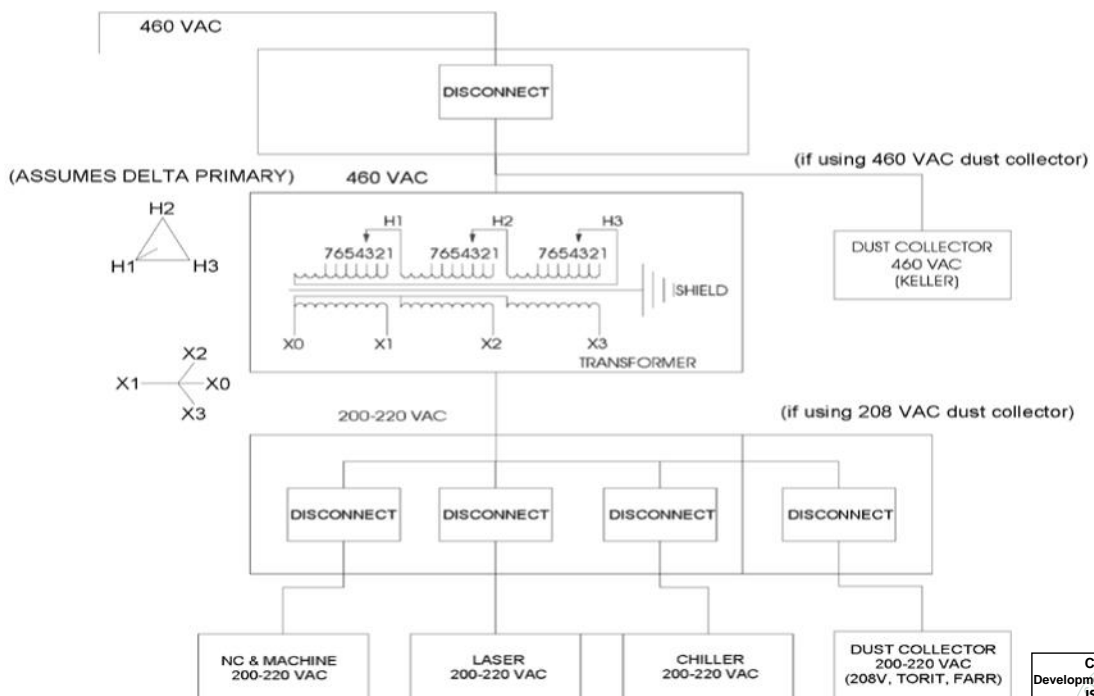 460 VAC
DISCONNECT
(if using 460 VAC dust collector)
(ASSUMES DELTA PRIMARY)
460 VAC
H2
H1
H3
H1
H2
H3
7654321
7654321
7654321
SHIELD
X0
X1
X2
X3
TRANSFORMER
DUST COLLECTOR
460 VAC
(KELLER)
X2
X1
X0
X3
200-220 VAC
(if using 208 VAC dust collector)
DISCONNECT
DISCONNECT
DISCONNECT
DISCONNECT
NC & MACHINE
200-220 VAC
LASER
200-220 VAC
CHILLER
200-220 VAC
DUST COLLECTOR
200-220 VAC
(208V, TORIT, FARR)